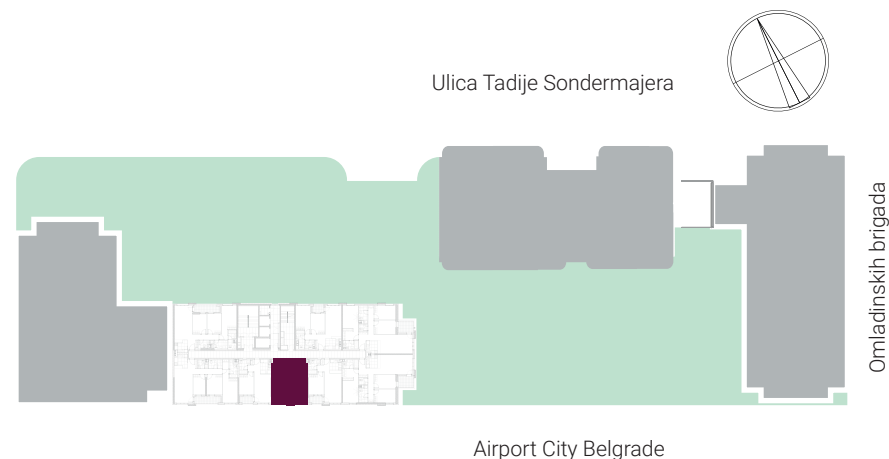 Ulica Tadije Sondermajera
Omladinskih brigada
Airport City Belgrade